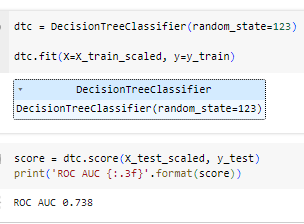 dtc = DecisionTreeClassifier(random_state=123)
dtc.fit(X=X_train_scaled, y=y_train)
DecisionTreeClassifier
DecisionTreeClassifier(random_state=123)
score = dtc.score(X_test_scaled, y_test)
print('ROC AUC {:.3f}'.format(score))
ROC AUC 0.738